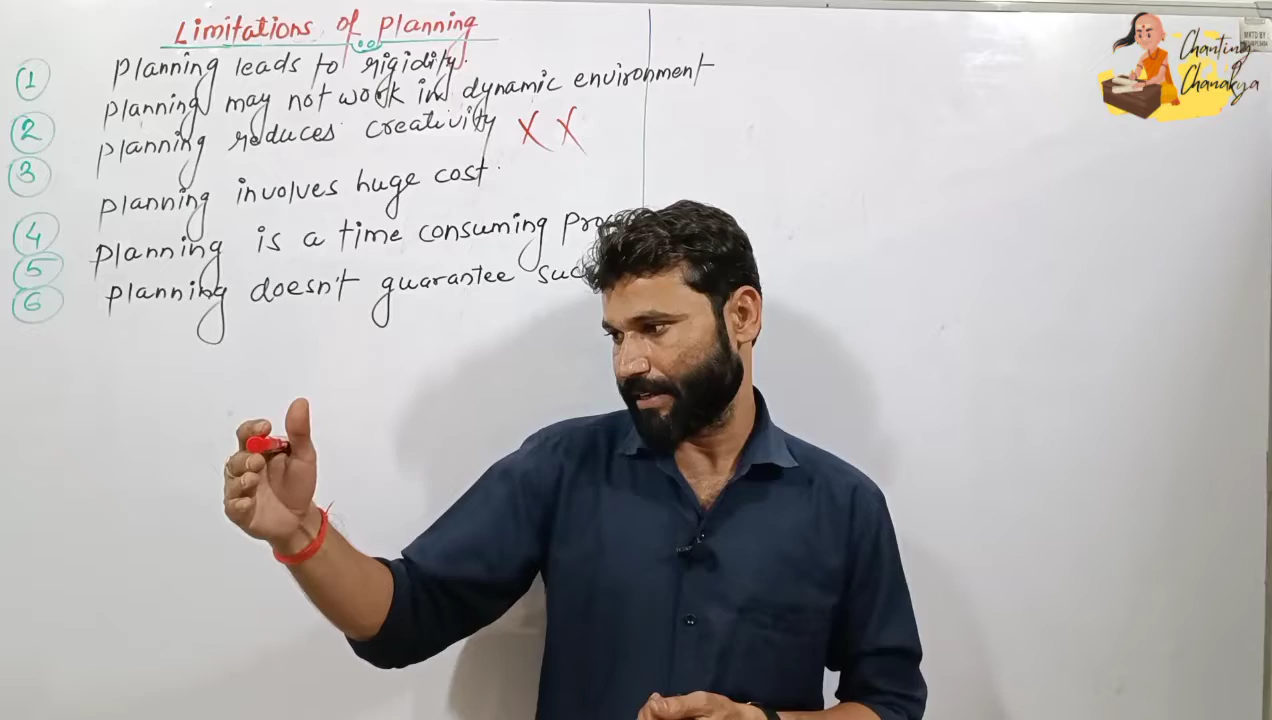 Limitations of planning
1 planning leads to rigidity.
2 planning may not work in dynamic environment
3 planning reduces creativity X X
4 planning involves huge cost.
5 planning is a time consuming
6 planning doesn't guarantee
Chanting Chanakya